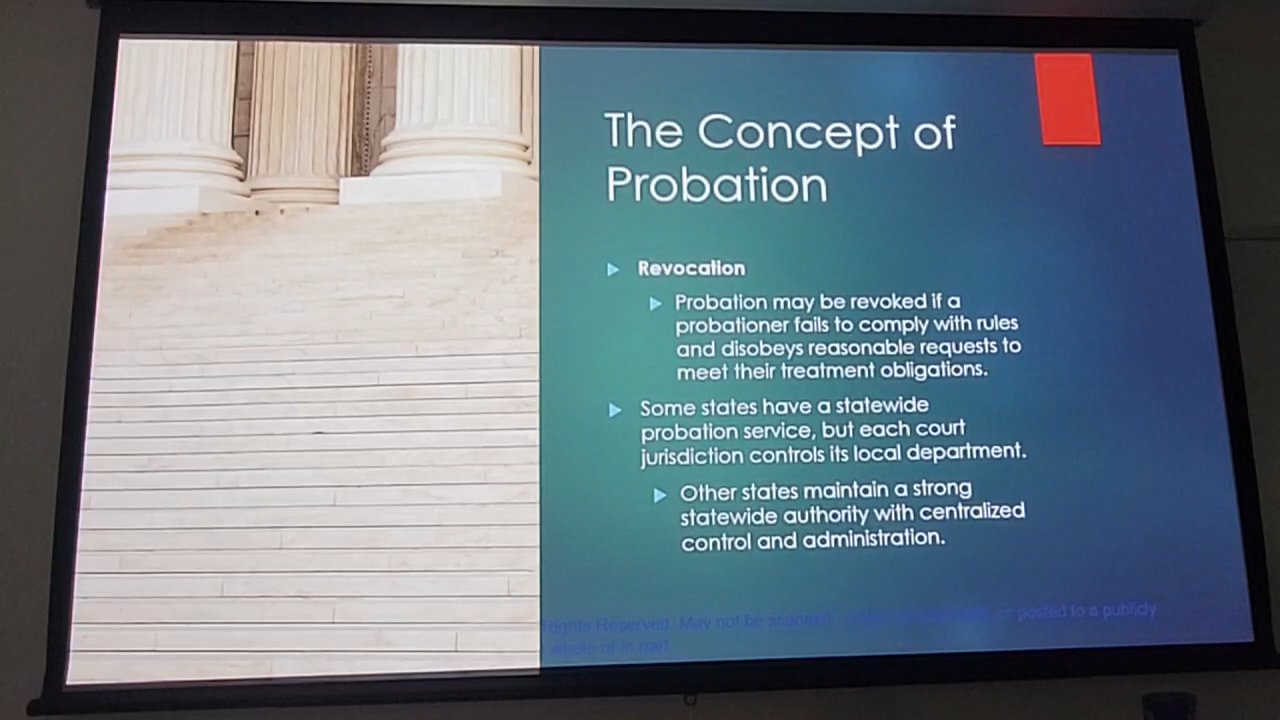 The Concept of
Probation
Revocation
Probation may be revoked if a
probationer fails to comply with rules
and disobeys reasonable requests to
meet their treatment obligations.
Some states have a statewide
probation service, but each court
jurisdiction controls its local department.
Other states maintain a strong
statewide authority with centralized
control and administration.
Rights Reserved. May not be scanned, or posted to a publicly
whole or in part.